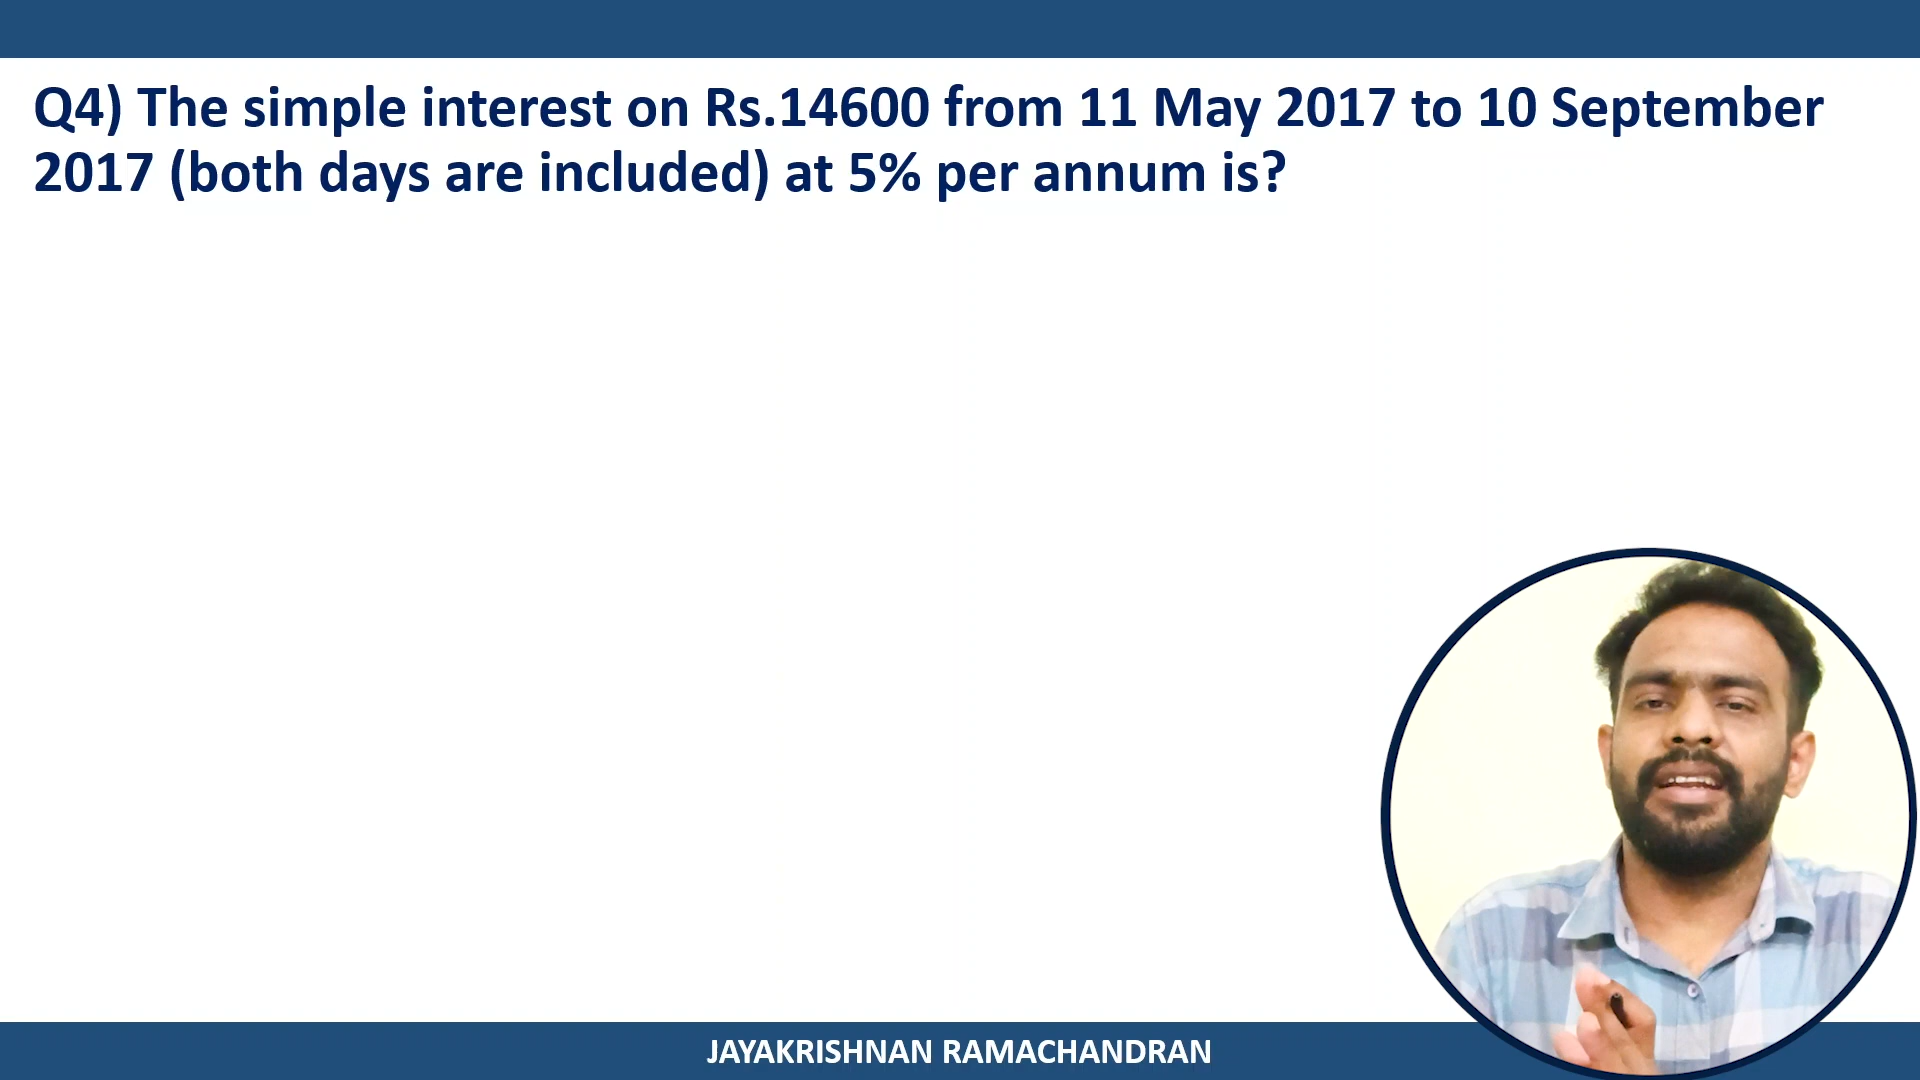 Q4) The simple interest on Rs.14600 from 11 May 2017 to 10 September
2017 (both days are included) at 5% per annum is?
JAYAKRISHNAN RAMACHANDRAN